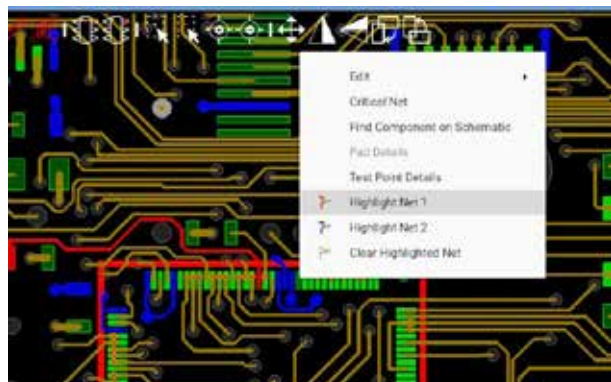 Edit
Critical Net
Find Component on Schematic
Pad Details
Test Point Details
Highlight Net 1
Highlight Net 2
Clear Highlighted Net